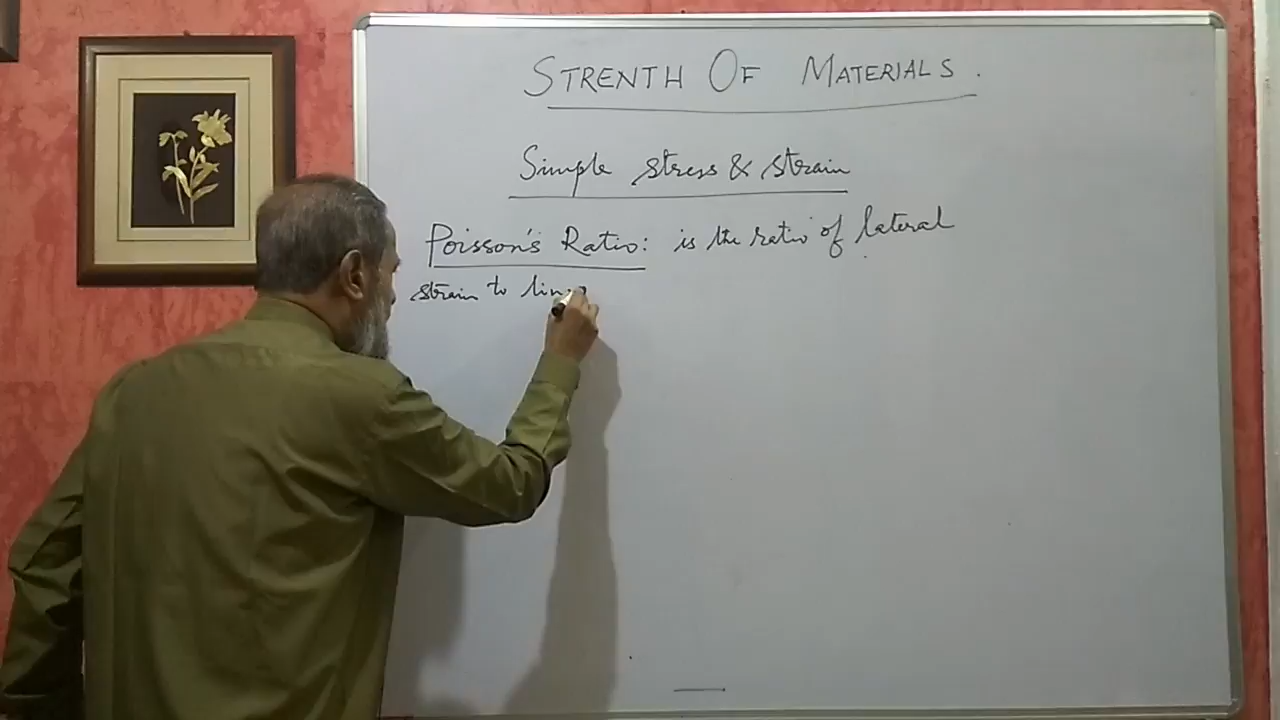 STRENTH OF MATERIALS.
Simple stress & strain
Poisson's Ratio: is the ratio of lateral
strain to